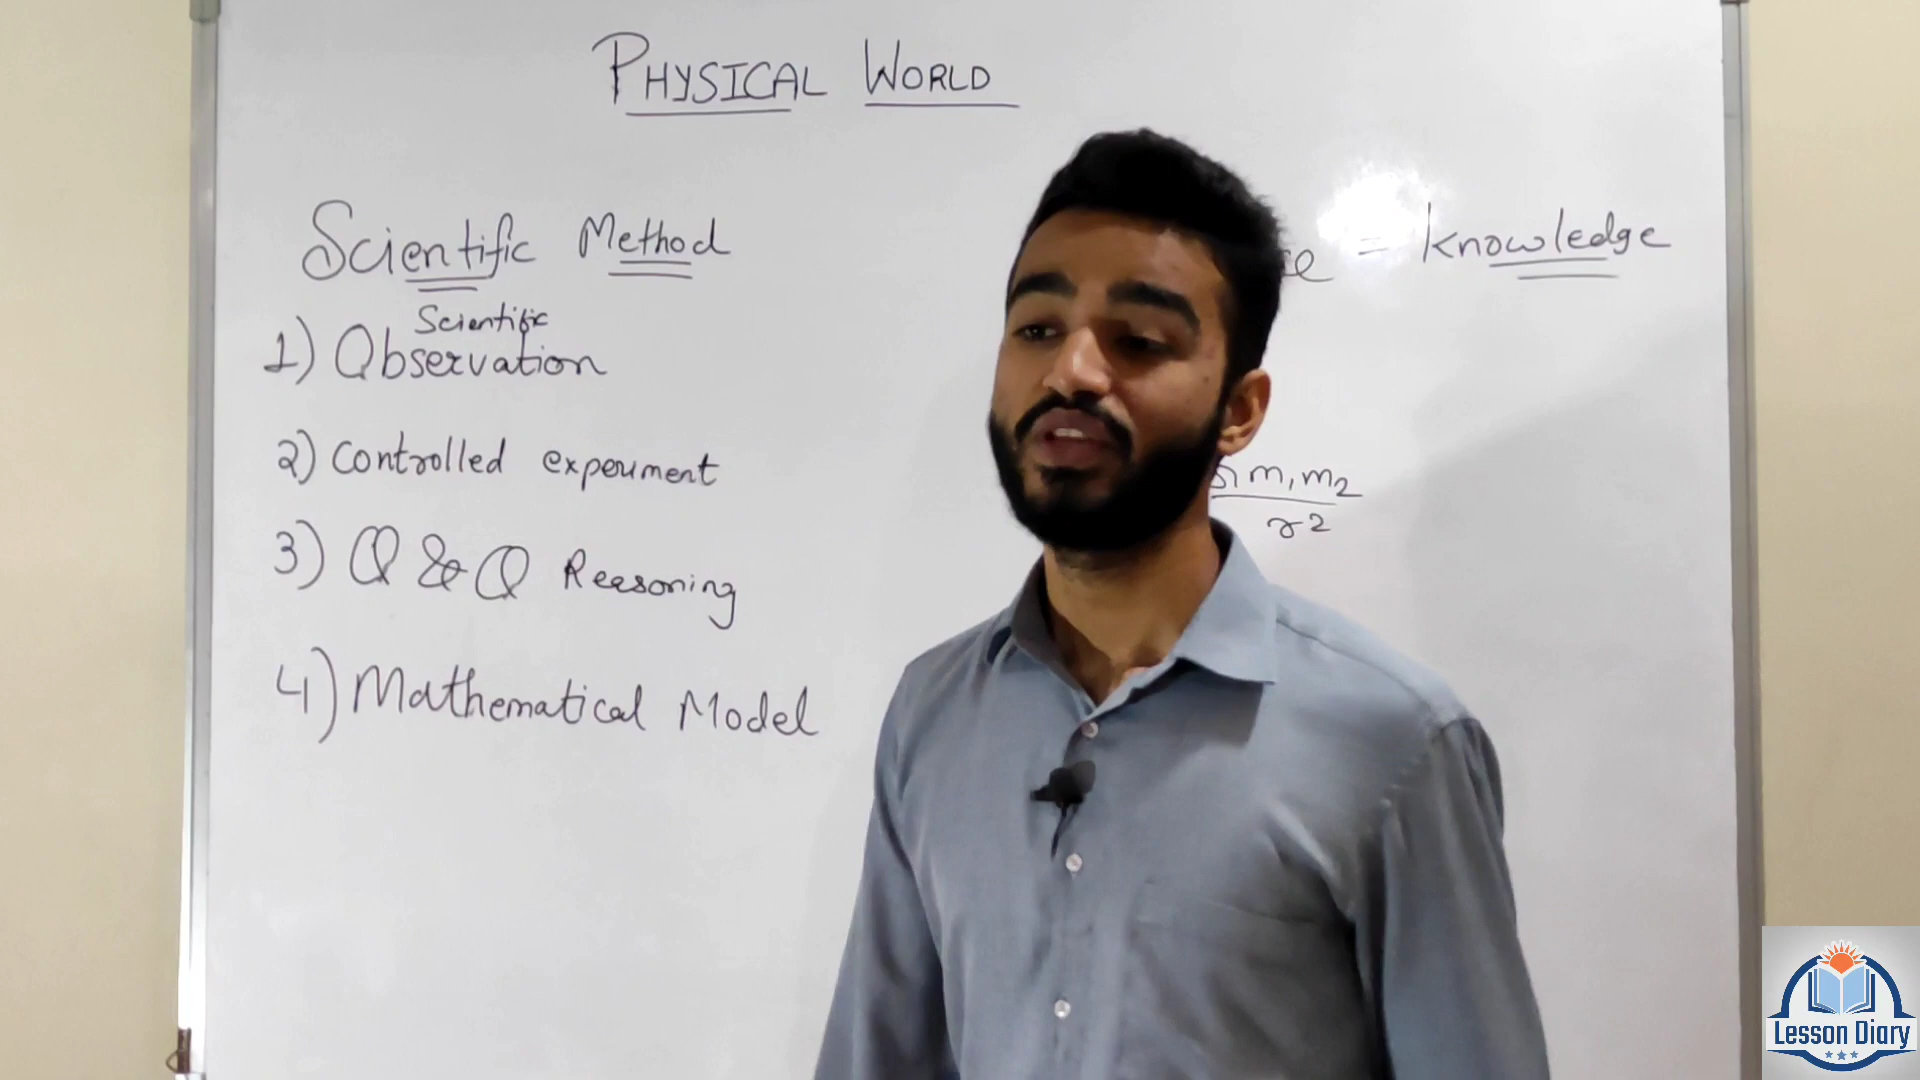 PHYSICAL WORLD
Scientific Method
= knowledge
Scientific
1) Observation
2) Controlled experiment
m1m2
r2
3) Q & Q Reasoning
4) Mathematical Model
Lesson Diary